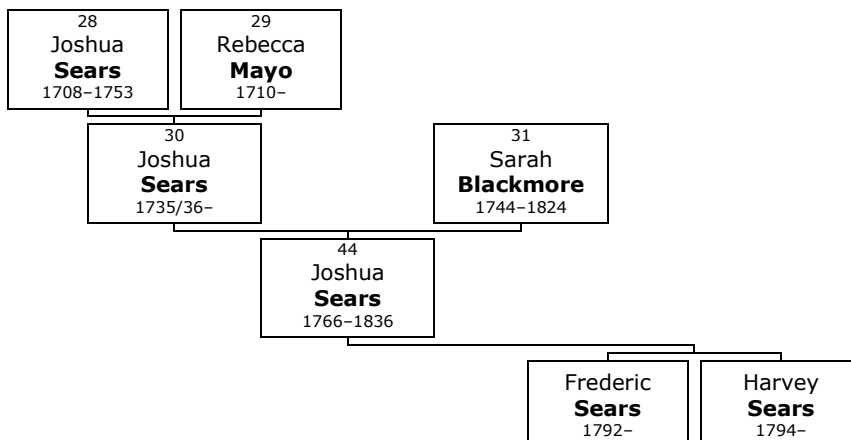 28
Joshua
Sears
1708–1753
29
Rebecca
Mayo
1710–
30
Joshua
Sears
1735/36–
31
Sarah
Blackmore
1744–1824
44
Joshua
Sears
1766–1836
Frederic
Sears
1792–
Harvey
Sears
1794–